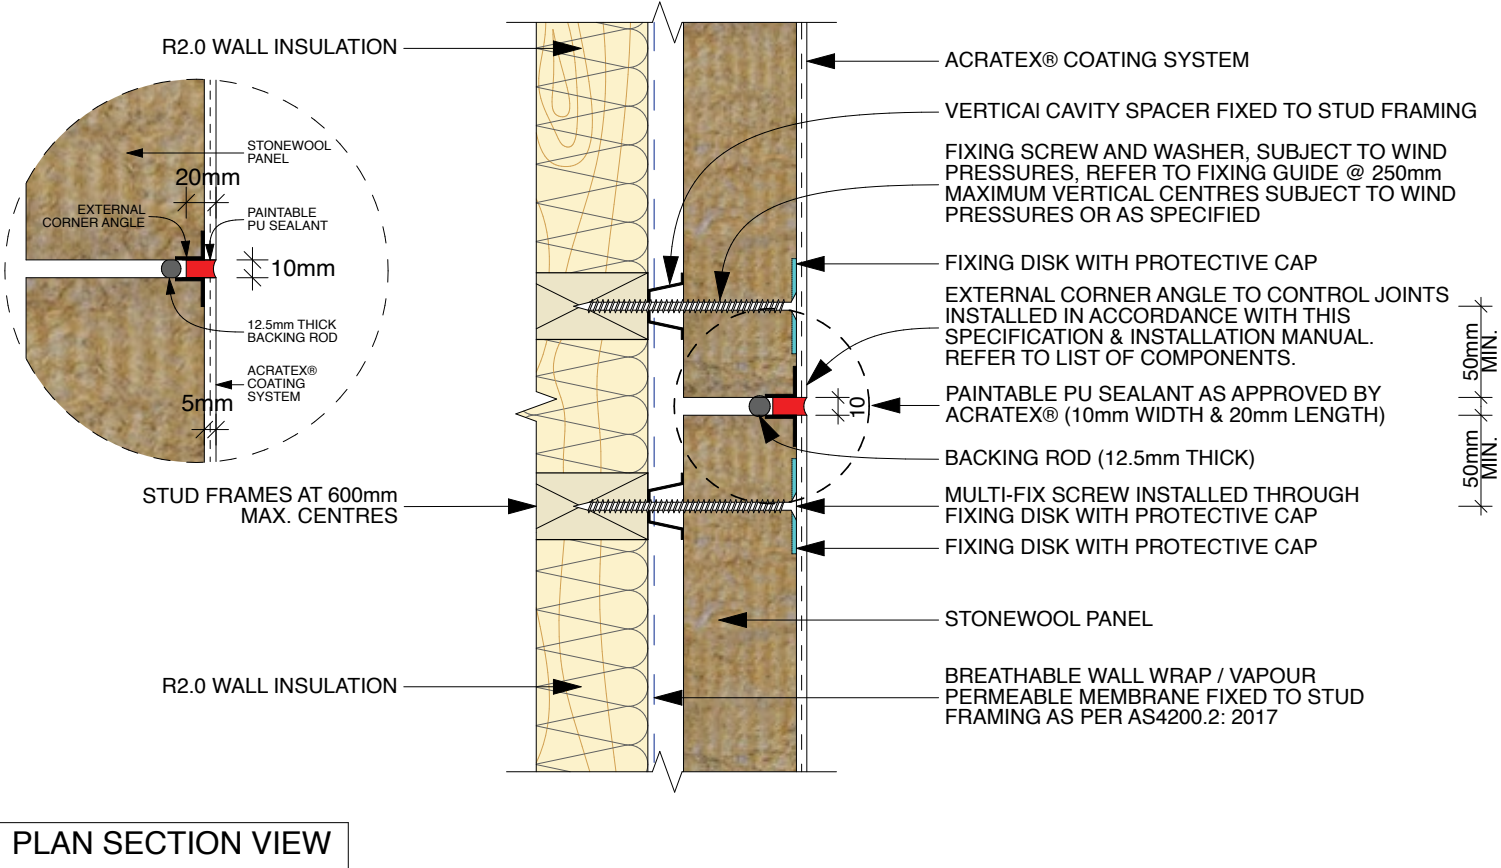 R2.0 WALL INSULATION
STONEWOOL
PANEL
20mm
EXTERNAL
CORNER ANGLE
PAINTABLE
PU SEALANT
10mm
12.5mm THICK
BACKING ROD
ACRATEX®
COATING
SYSTEM
5mm
STUD FRAMES AT 600mm
MAX. CENTRES
R2.0 WALL INSULATION
ACRATEX® COATING SYSTEM
VERTICAl CAVITY SPACER FIXED TO STUD FRAMING
FIXING SCREW AND WASHER, SUBJECT TO WIND
PRESSURES, REFER TO FIXING GUIDE @ 250mm
MAXIMUM VERTICAL CENTRES SUBJECT TO WIND
PRESSURES OR AS SPECIFIED
FIXING DISK WITH PROTECTIVE CAP
EXTERNAL CORNER ANGLE TO CONTROL JOINTS
INSTALLED IN ACCORDANCE WITH THIS
SPECIFICATION & INSTALLATION MANUAL.
REFER TO LIST OF COMPONENTS.
10
PAINTABLE PU SEALANT AS APPROVED BY
ACRATEX® (10mm WIDTH & 20mm LENGTH)
BACKING ROD (12.5mm THICK)
MULTI-FIX SCREW INSTALLED THROUGH
FIXING DISK WITH PROTECTIVE CAP
FIXING DISK WITH PROTECTIVE CAP
STONEWOOL PANEL
BREATHABLE WALL WRAP / VAPOUR
PERMEABLE MEMBRANE FIXED TO STUD
FRAMING AS PER AS4200.2: 2017
50mm
MIN.
50mm
MIN.
PLAN SECTION VIEW